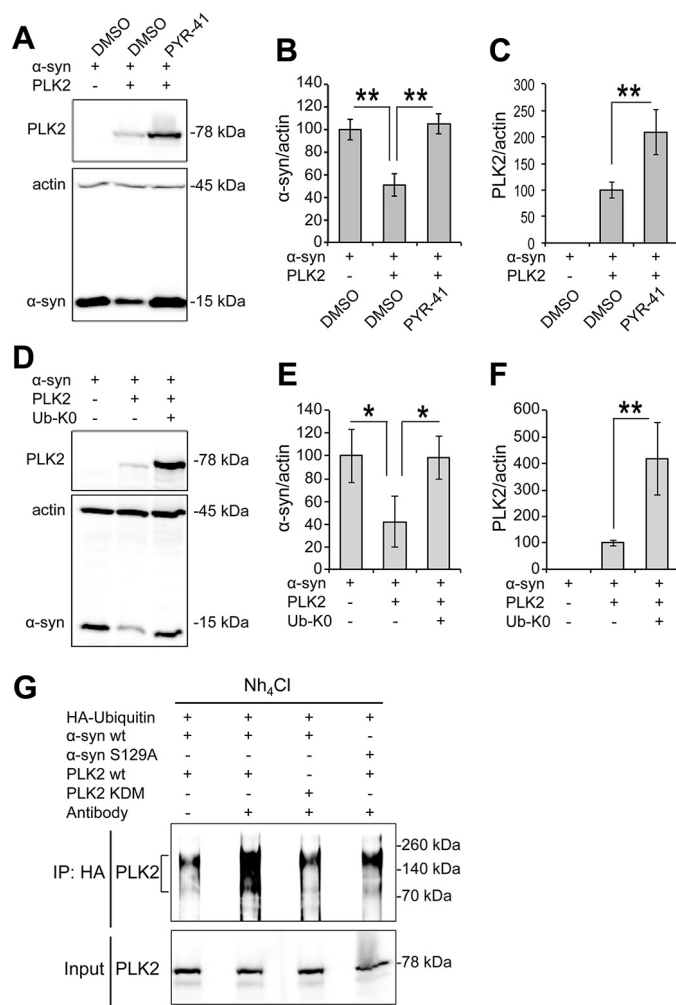 A
DMSO DMSO PYR-41
α-syn + + +
PLK2 - + +
PLK2 -78 kDa
actin -45 kDa
α-syn -15 kDa
B
** **
α-syn/actin
140
120
100
80
60
40
20
0
α-syn + + +
PLK2 - + +
DMSO DMSO PYR-41
C
**
PLK2/actin
300
250
200
150
100
50
0
α-syn + + +
PLK2 - + +
DMSO DMSO PYR-41
D
α-syn + + +
PLK2 - + +
Ub-K0 - - +
PLK2 -78 kDa
actin -45 kDa
α-syn -15 kDa
E
* *
α-syn/actin
140
120
100
80
60
40
20
0
α-syn + + +
PLK2 - + +
Ub-K0 - - +
F
**
PLK2/actin
600
500
400
300
200
100
0
α-syn + + +
PLK2 - + +
Ub-K0 - - +
G
Nh₄Cl
HA-Ubiquitin + + + +
α-syn wt + + + -
α-syn S129A - - - +
PLK2 wt + + - +
PLK2 KDM - - + -
Antibody - + + +
-260 kDa
IP: HA PLK2 -140 kDa
-70 kDa
Input PLK2 -78 kDa